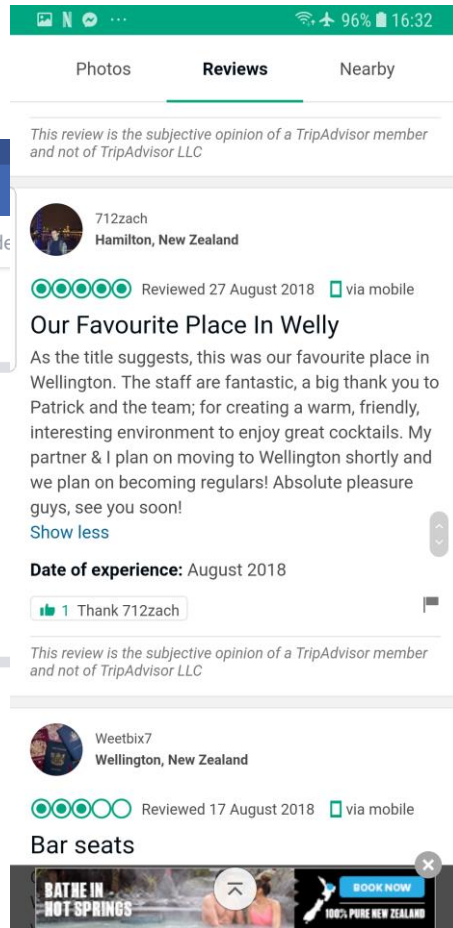 96% 16:32
Photos Reviews Nearby
This review is the subjective opinion of a TripAdvisor member
and not of TripAdvisor LLC
712zach
Hamilton, New Zealand
Reviewed 27 August 2018 via mobile
Our Favourite Place In Welly
As the title suggests, this was our favourite place in
Wellington. The staff are fantastic, a big thank you to
Patrick and the team; for creating a warm, friendly,
interesting environment to enjoy great cocktails. My
partner & I plan on moving to Wellington shortly and
we plan on becoming regulars! Absolute pleasure
guys, see you soon!
Show less
Date of experience: August 2018
1 Thank 712zach
This review is the subjective opinion of a TripAdvisor member
and not of TripAdvisor LLC
Weetbix7
Wellington, New Zealand
Reviewed 17 August 2018 via mobile
Bar seats
BATHE IN
HOT SPRINGS
BOOK NOW
100% PURE NEW ZEALAND